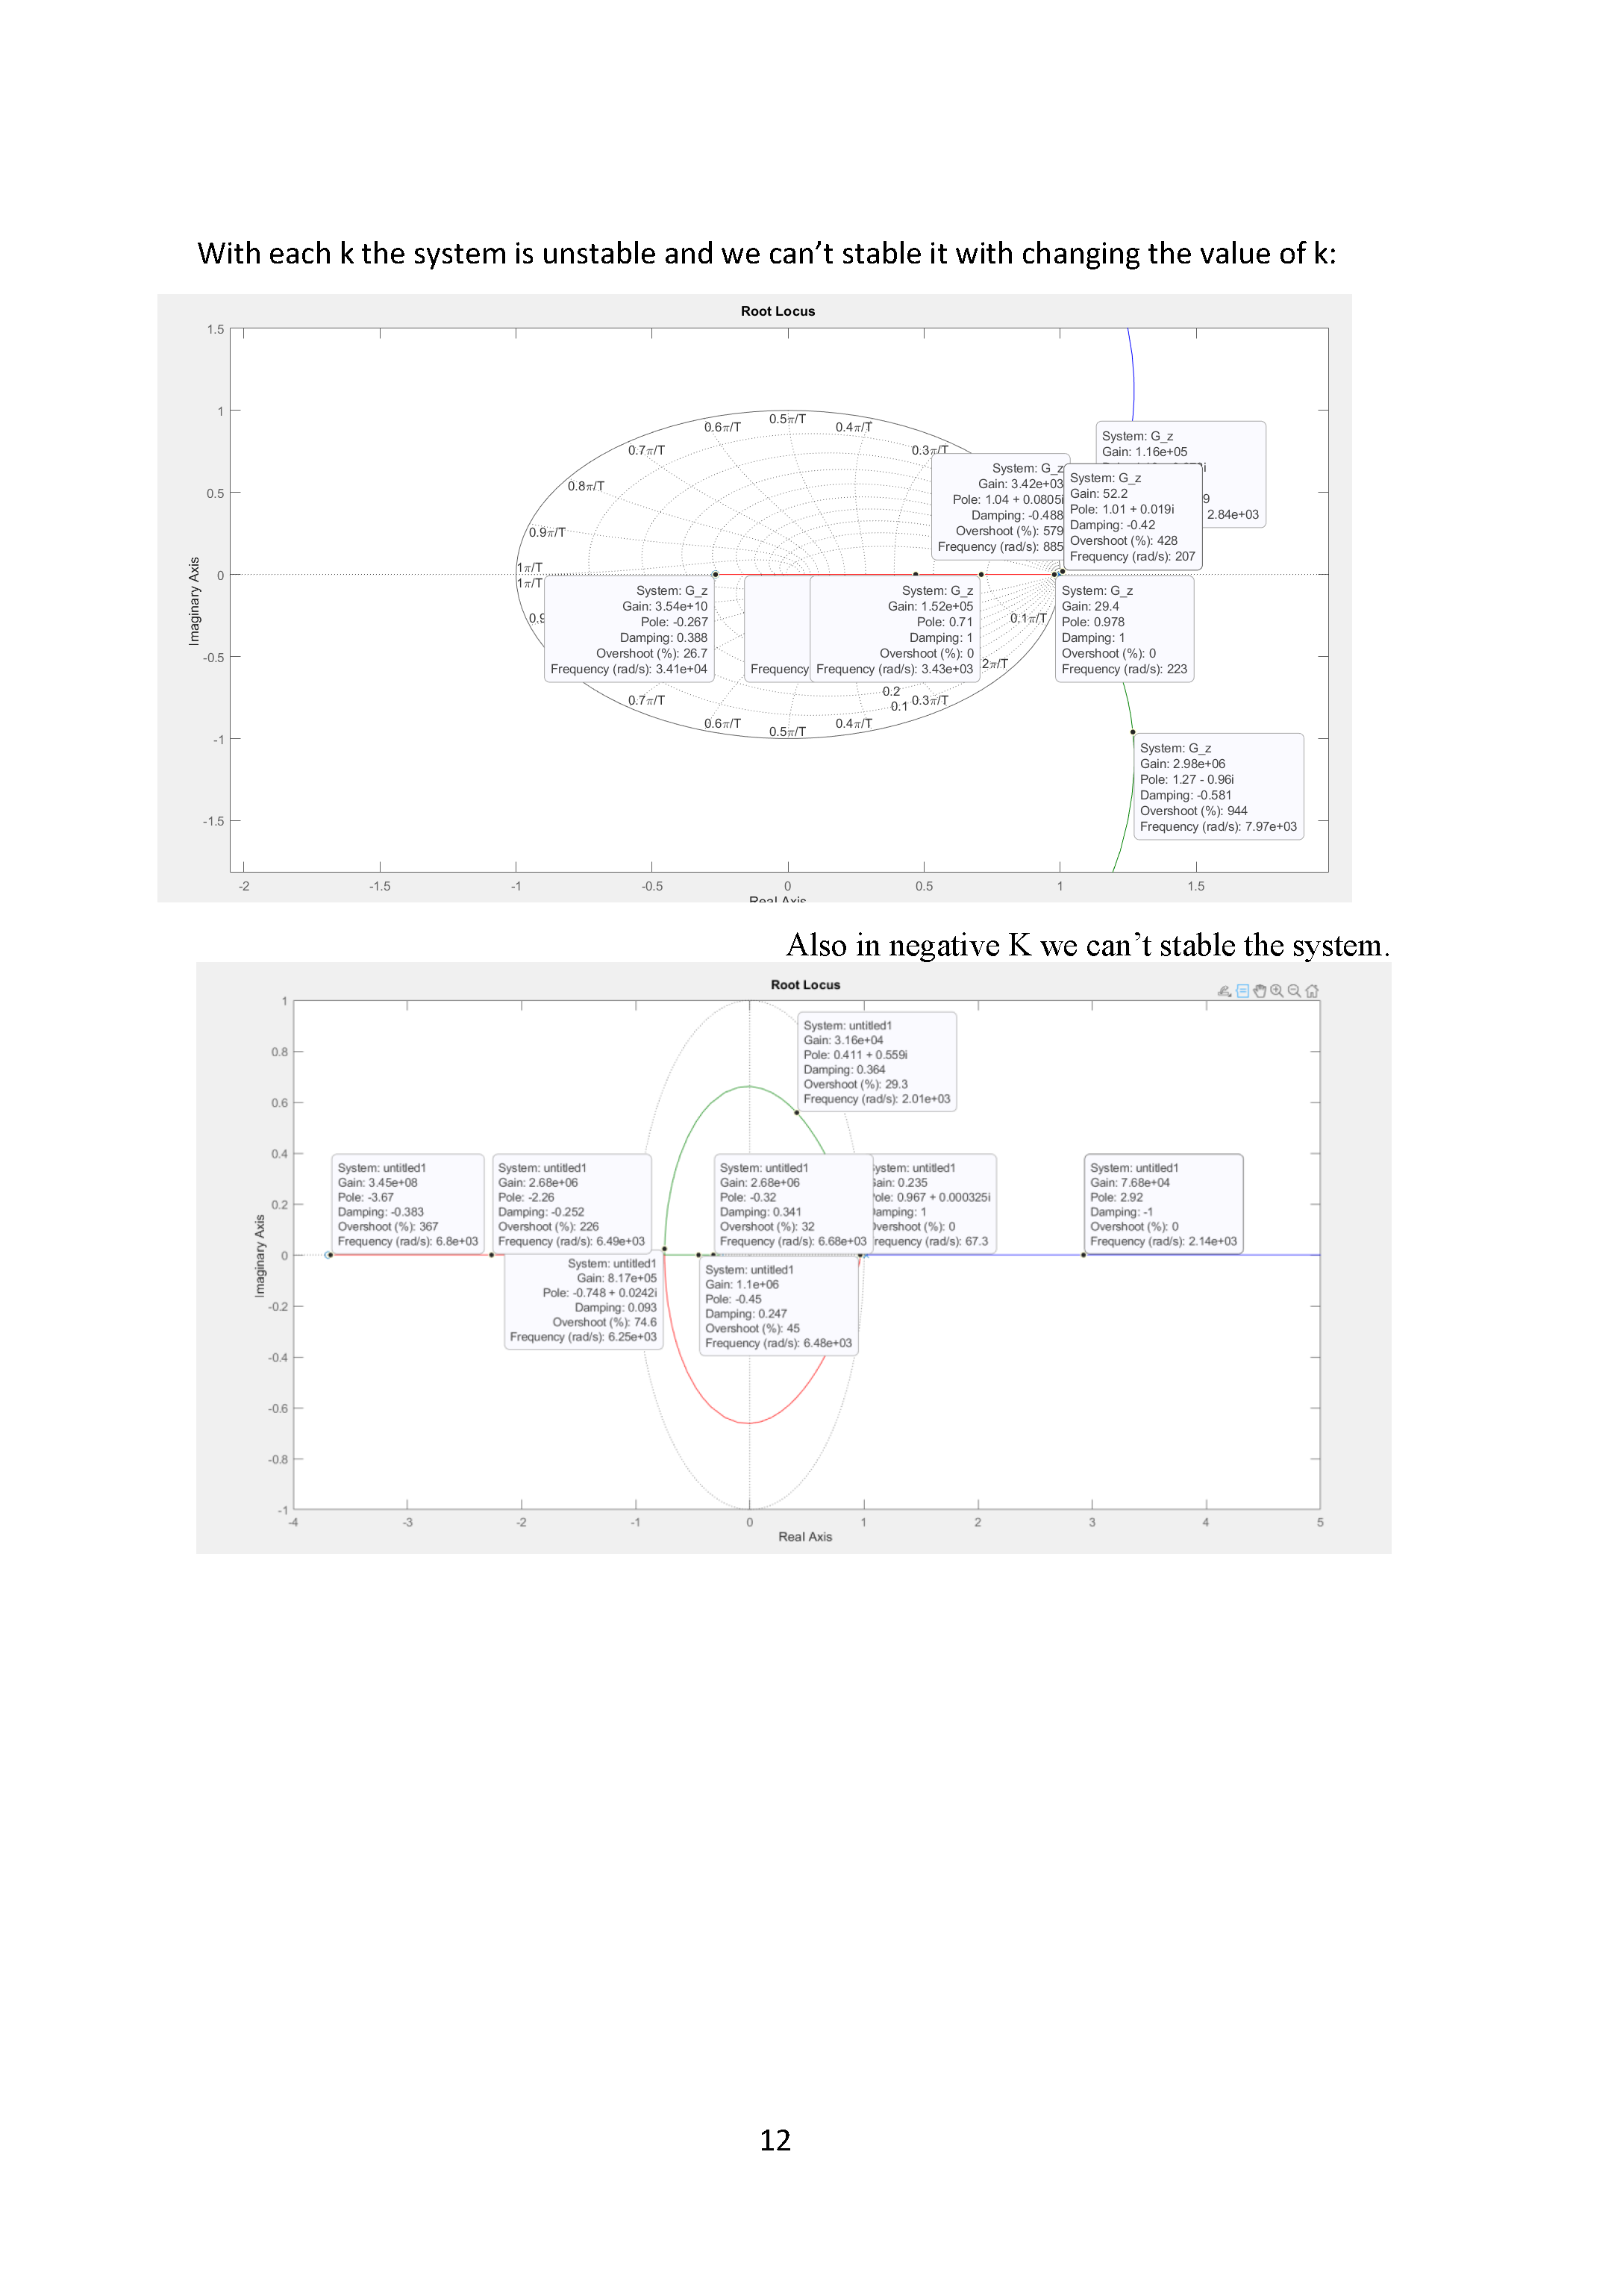 With each k the system is unstable and we can’t stable it with changing the value of k:
Root Locus
1.5
1
0.5
0
-0.5
-1
-1.5
Imaginary Axis
-2
-1.5
-1
-0.5
0
0.5
1
1.5
0.5π/T
0.6π/T
0.4π/T
0.7π/T
0.3π/T
0.8π/T
0.9π/T
1π/T
1π/T
0.9
0.1π/T
2π/T
0.2
0.1
0.7π/T
0.3π/T
0.6π/T
0.4π/T
0.5π/T
System: G_z
Gain: 1.16e+05
2.84e+03
System: G_z
Gain: 3.42e+03
Pole: 1.04 + 0.0805i
Damping: -0.488
Overshoot (%): 579
Frequency (rad/s): 885
System: G_z
Gain: 52.2
Pole: 1.01 + 0.019i
Damping: -0.42
Overshoot (%): 428
Frequency (rad/s): 207
System: G_z
Gain: 3.54e+10
Pole: -0.267
Damping: 0.388
Overshoot (%): 26.7
Frequency (rad/s): 3.41e+04
Frequency
System: G_z
Gain: 1.52e+05
Pole: 0.71
Damping: 1
Overshoot (%): 0
Frequency (rad/s): 3.43e+03
System: G_z
Gain: 29.4
Pole: 0.978
Damping: 1
Overshoot (%): 0
Frequency (rad/s): 223
System: G_z
Gain: 2.98e+06
Pole: 1.27 - 0.96i
Damping: -0.581
Overshoot (%): 944
Frequency (rad/s): 7.97e+03
Real Axis
Also in negative K we can’t stable the system.
Root Locus
1
0.8
0.6
0.4
0.2
0
-0.2
-0.4
-0.6
-0.8
-1
Imaginary Axis
System: untitled1
Gain: 3.16e+04
Pole: 0.411 + 0.559i
Damping: 0.364
Overshoot (%): 29.3
Frequency (rad/s): 2.01e+03
System: untitled1
Gain: 3.45e+08
Pole: -3.67
Damping: -0.383
Overshoot (%): 367
Frequency (rad/s): 6.8e+03
System: untitled1
Gain: 2.68e+06
Pole: -2.26
Damping: -0.252
Overshoot (%): 226
Frequency (rad/s): 6.49e+03
System: untitled1
Gain: 2.68e+06
Pole: -0.32
Damping: 0.341
Overshoot (%): 32
Frequency (rad/s): 6.68e+03
System: untitled1
Gain: 0.235
Pole: 0.967 + 0.000325i
Damping: 1
Overshoot (%): 0
Frequency (rad/s): 67.3
System: untitled1
Gain: 7.68e+04
Pole: 2.92
Damping: -1
Overshoot (%): 0
Frequency (rad/s): 2.14e+03
System: untitled1
Gain: 8.17e+05
Pole: -0.748 + 0.0242i
Damping: 0.093
Overshoot (%): 74.6
Frequency (rad/s): 6.25e+03
System: untitled1
Gain: 1.1e+06
Pole: -0.45
Damping: 0.247
Overshoot (%): 45
Frequency (rad/s): 6.48e+03
-4
-3
-2
-1
0
1
2
3
4
5
Real Axis
12